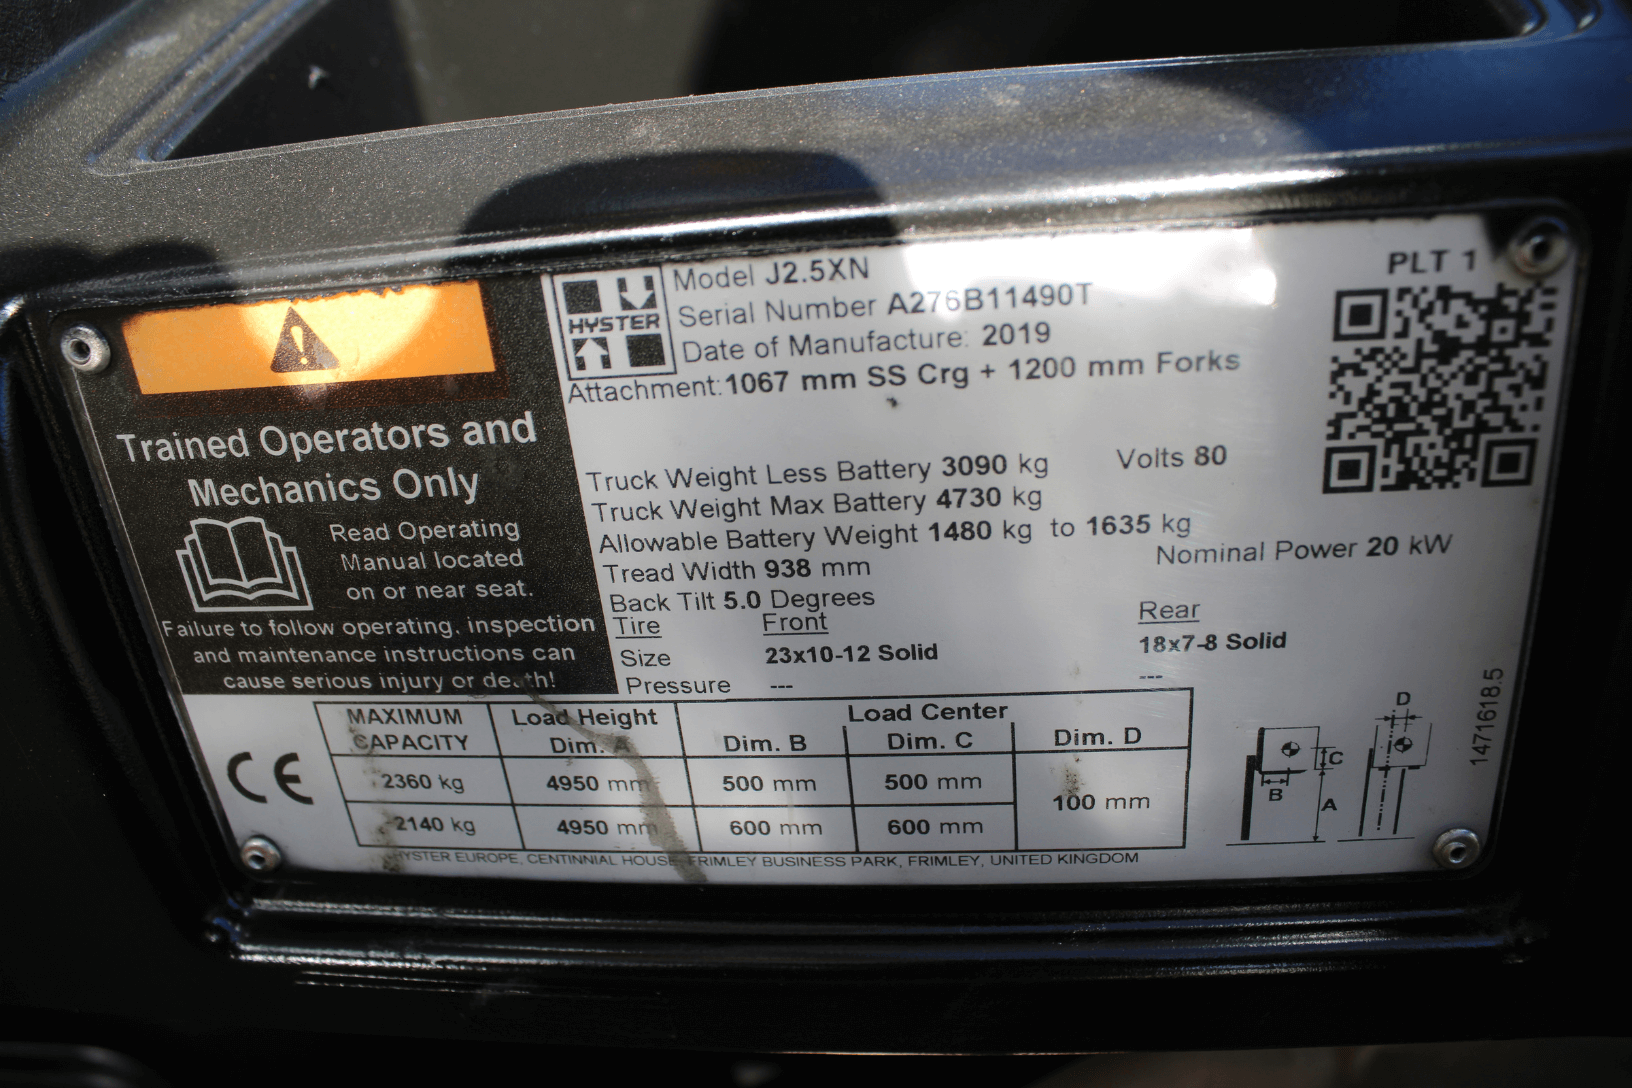 PLT 1
HYSTER
Model J2.5XN
Serial Number A276B11490T
Date of Manufacture: 2019
Attachment: 1067 mm SS Crg + 1200 mm Forks
Trained Operators and
Mechanics Only
Read Operating
Manual located
on or near seat.
Failure to follow operating, inspection
and maintenance instructions can
cause serious injury or death!
Truck Weight Less Battery 3090 kg Volts 80
Truck Weight Max Battery 4730 kg
Allowable Battery Weight 1480 kg to 1635 kg
Tread Width 938 mm Nominal Power 20 kW
Back Tilt 5.0 Degrees
Tire Front Rear
Size 23x10-12 Solid 18x7-8 Solid
Pressure --- ---
MAXIMUM CAPACITY Load Height Dim. A Load Center
Dim. B Dim. C Dim. D
2360 kg 4950 mm 500 mm 500 mm 100 mm
2140 kg 4950 mm 600 mm 600 mm
CE
HYSTER EUROPE, CENTINNIAL HOUSE, FRIMLEY BUSINESS PARK, FRIMLEY, UNITED KINGDOM
B C A D
1471618.5